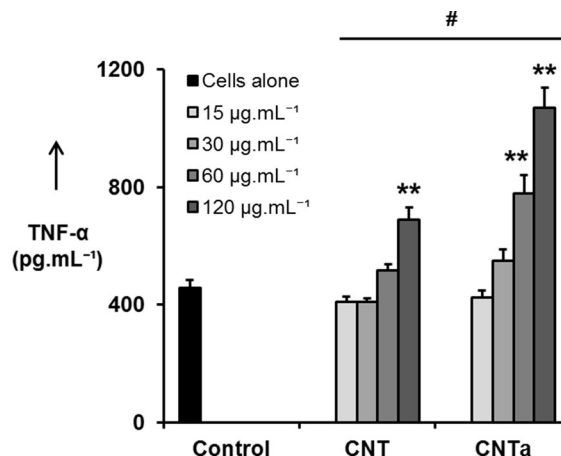 #
1200
800
400
0
TNF-α
(pg.mL⁻¹)
Cells alone
15 µg.mL⁻¹
30 µg.mL⁻¹
60 µg.mL⁻¹
120 µg.mL⁻¹
**
**
**
Control CNT CNTa